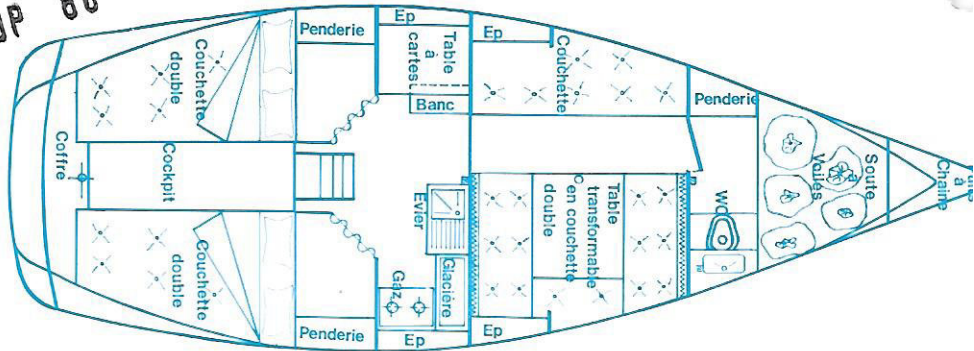 Penderie
Ep
Table
à
cartes
Banc
Ep
Couchette
Penderie
Couchette
double
Coffre
Cockpit
Couchette
double
Penderie
Evier
Glacière
Gaz
Ep
Ep
Table
transformable
en couchette
double
WC
Soute
à
Voiles
à
Chaine